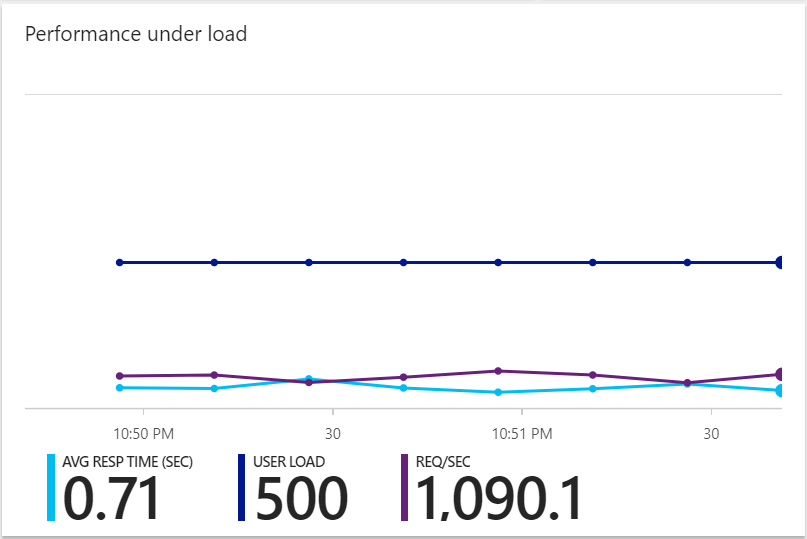 Performance under load
10:50 PM 30 10:51 PM 30
AVG RESP TIME (SEC) USER LOAD REQ/SEC
0.71 500 1,090.1